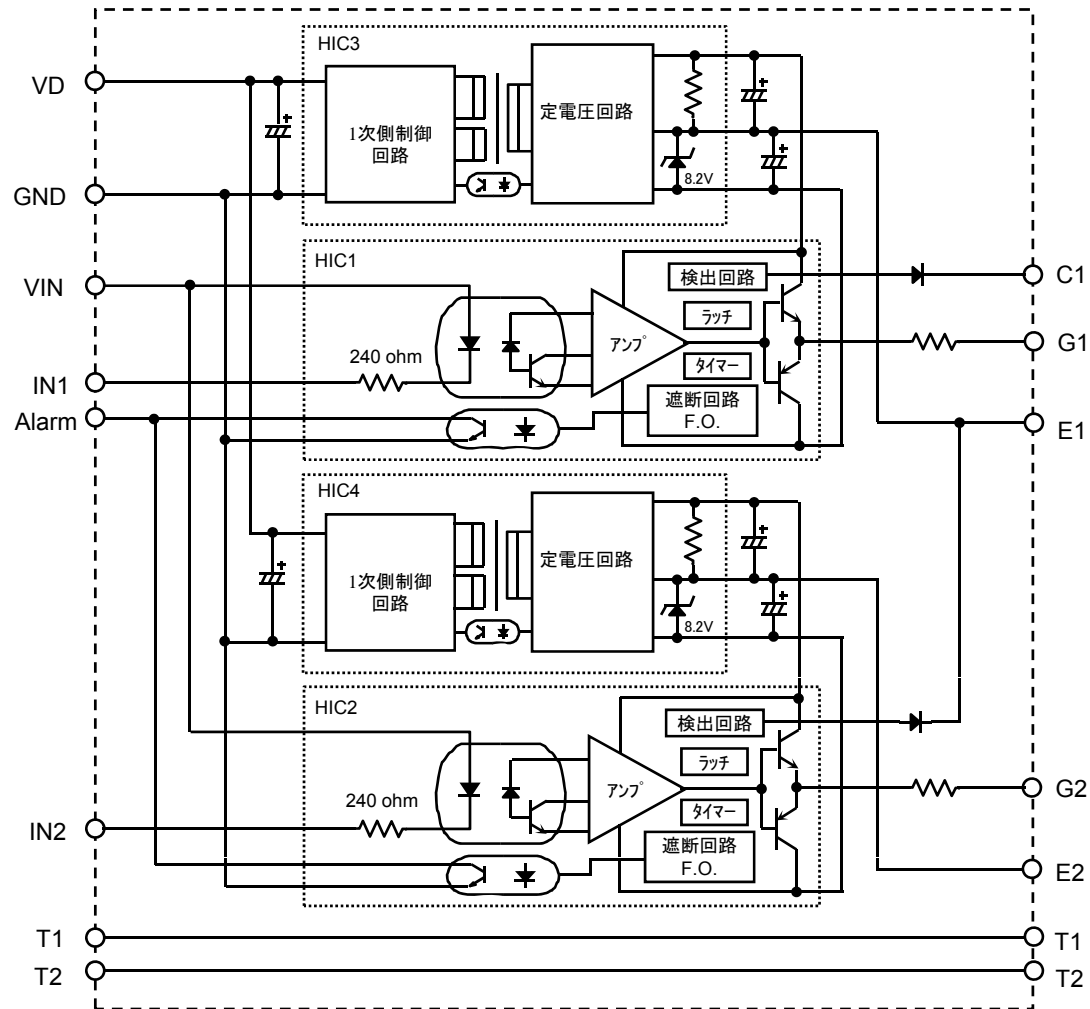 HIC3
VD
1次側制御
回路
定電圧回路
8.2V
GND
HIC1
VIN
検出回路
C1
ラッチ
アンプ
240 ohm
G1
IN1
タイマー
遮断回路
F.O.
Alarm
E1
HIC4
1次側制御
回路
定電圧回路
8.2V
HIC2
検出回路
ラッチ
アンプ
240 ohm
G2
タイマー
IN2
遮断回路
F.O.
E2
T1
T1
T2
T2